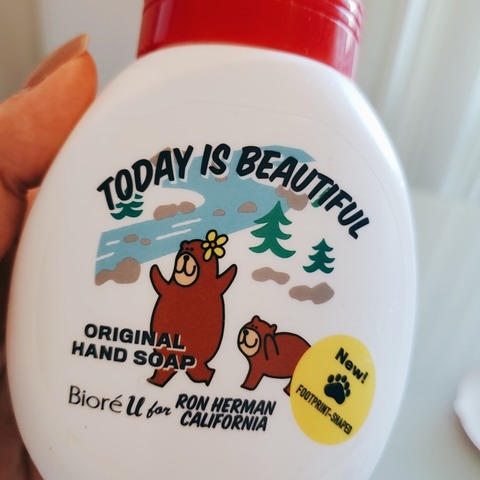 TODAY IS BEAUTIFUL
ORIGINAL
HAND SOAP
Bioré u for RON HERMAN
CALIFORNIA
New!
FOOTPRINT-SHAPED